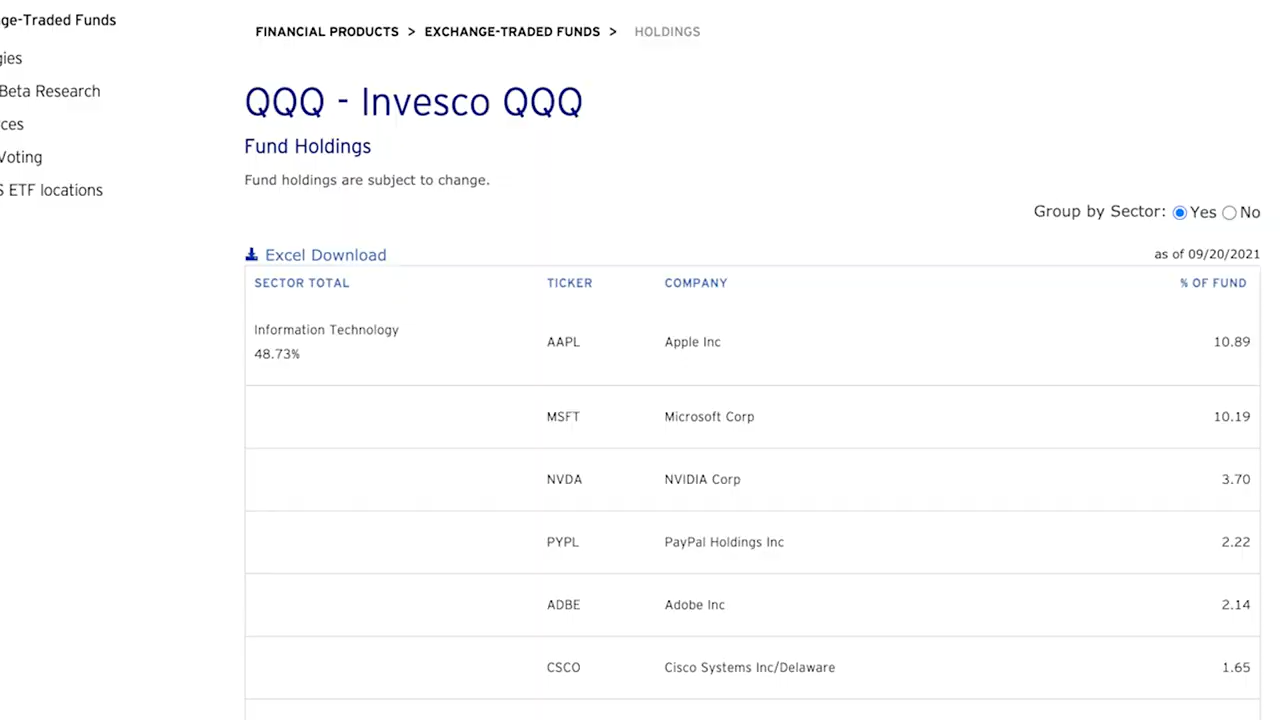 ge-Traded Funds
gies
Beta Research
ces
Voting
S ETF locations
FINANCIAL PRODUCTS > EXCHANGE-TRADED FUNDS > HOLDINGS
QQQ - Invesco QQQ
Fund Holdings
Fund holdings are subject to change.
Group by Sector: Yes No
Excel Download
as of 09/20/2021
SECTOR TOTAL TICKER COMPANY % OF FUND
Information Technology
48.73%
AAPL Apple Inc 10.89
MSFT Microsoft Corp 10.19
NVDA NVIDIA Corp 3.70
PYPL PayPal Holdings Inc 2.22
ADBE Adobe Inc 2.14
CSCO Cisco Systems Inc/Delaware 1.65